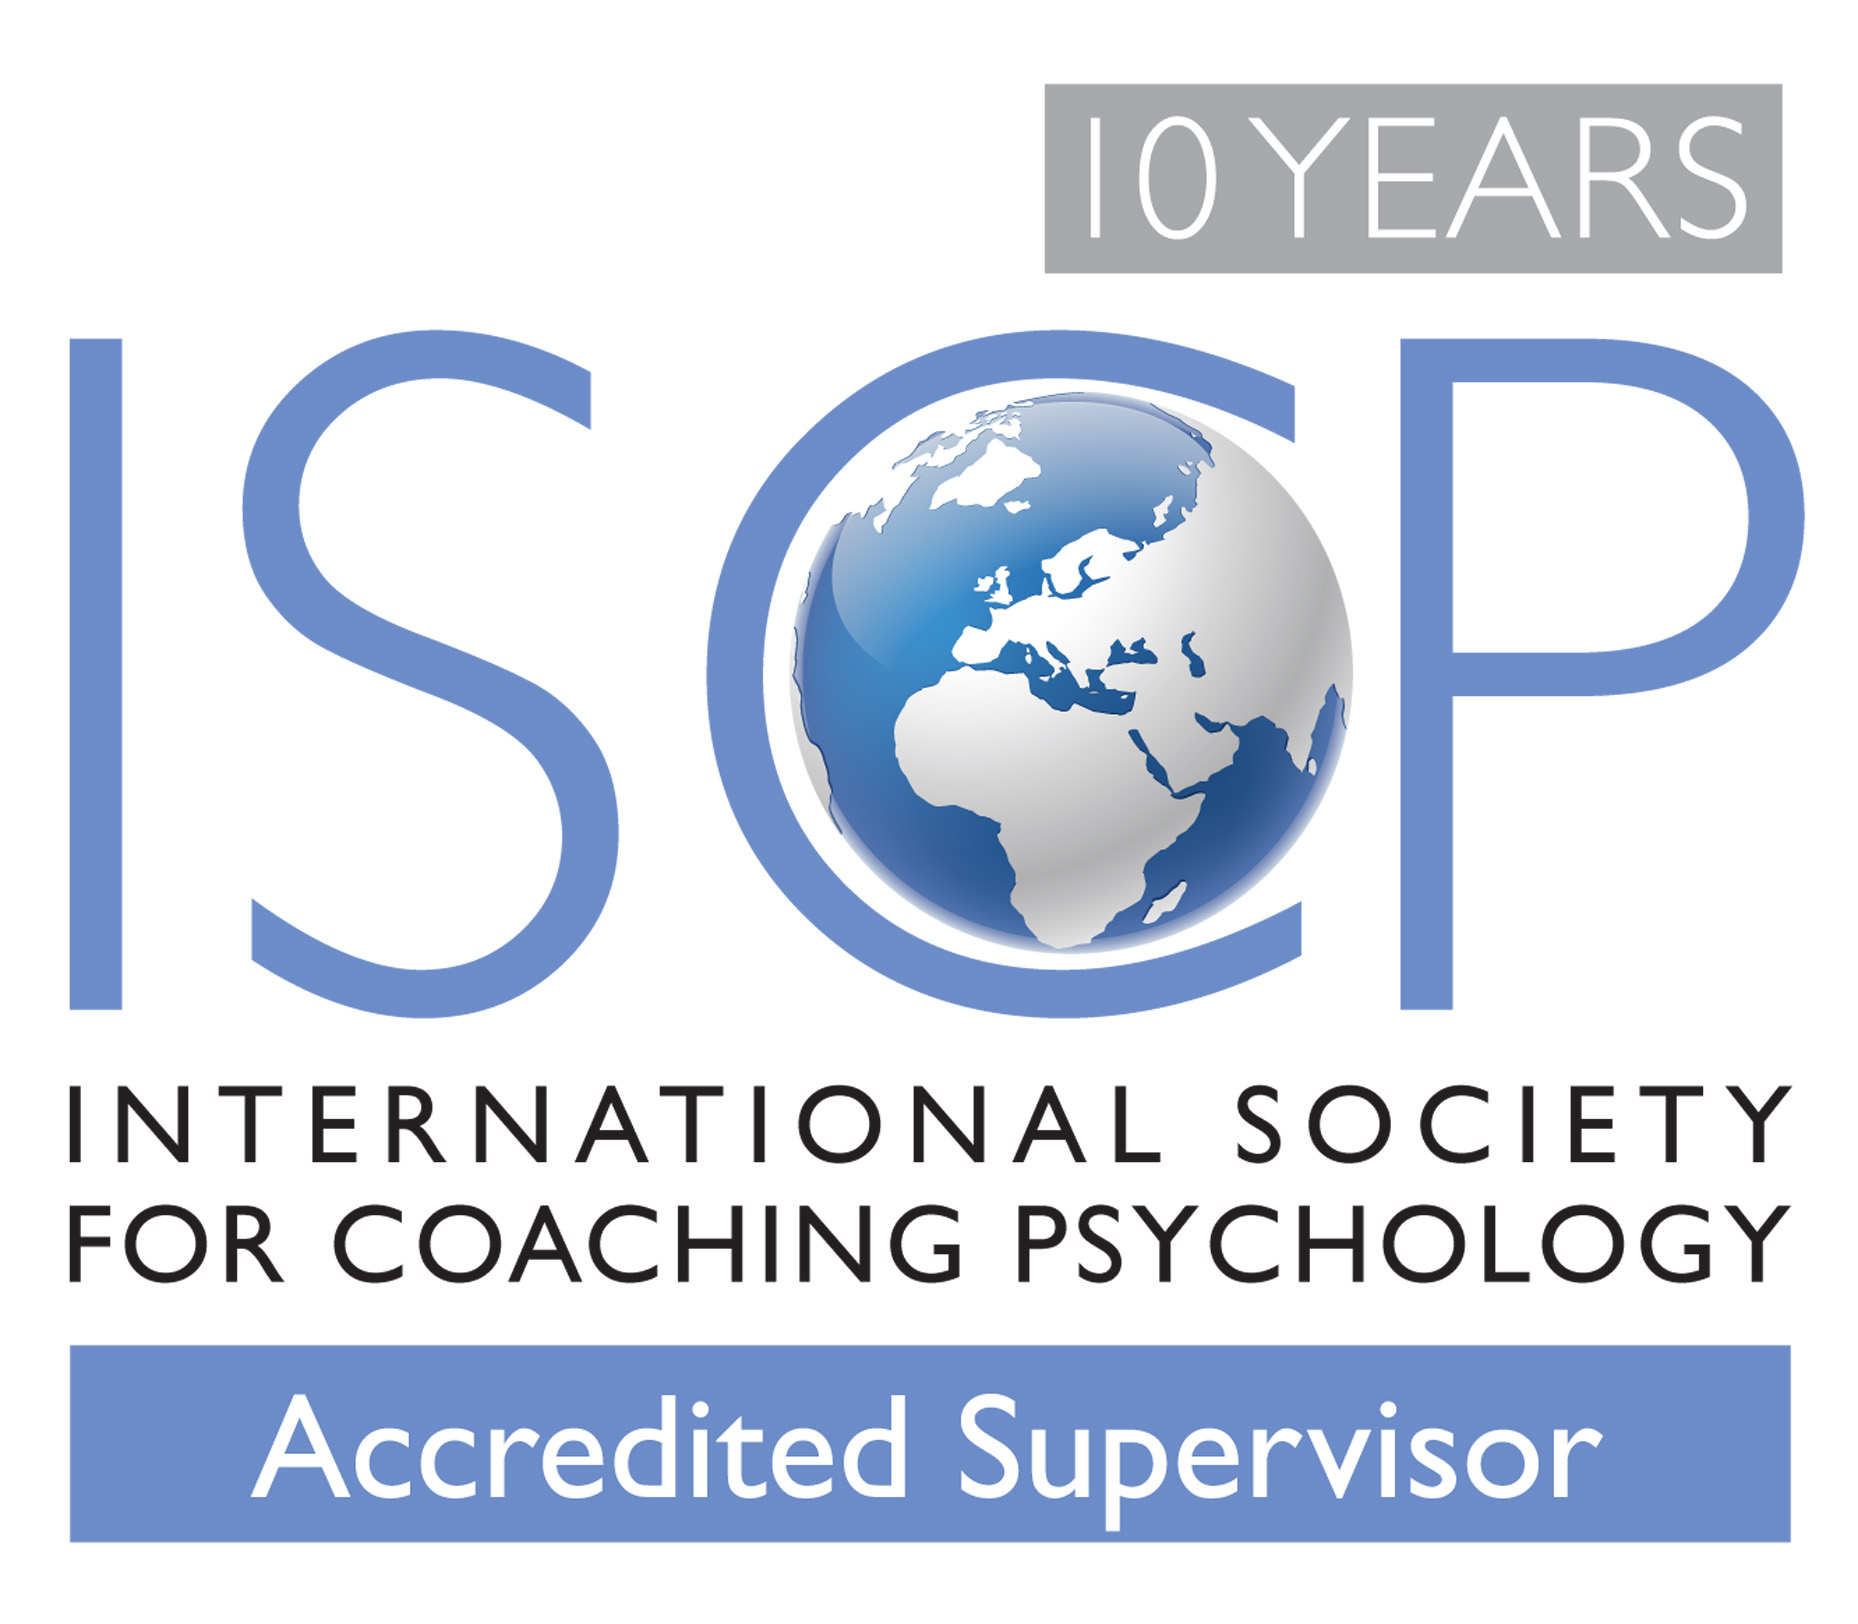 10 YEARS
ISCP
INTERNATIONAL SOCIETY
FOR COACHING PSYCHOLOGY
Accredited Supervisor